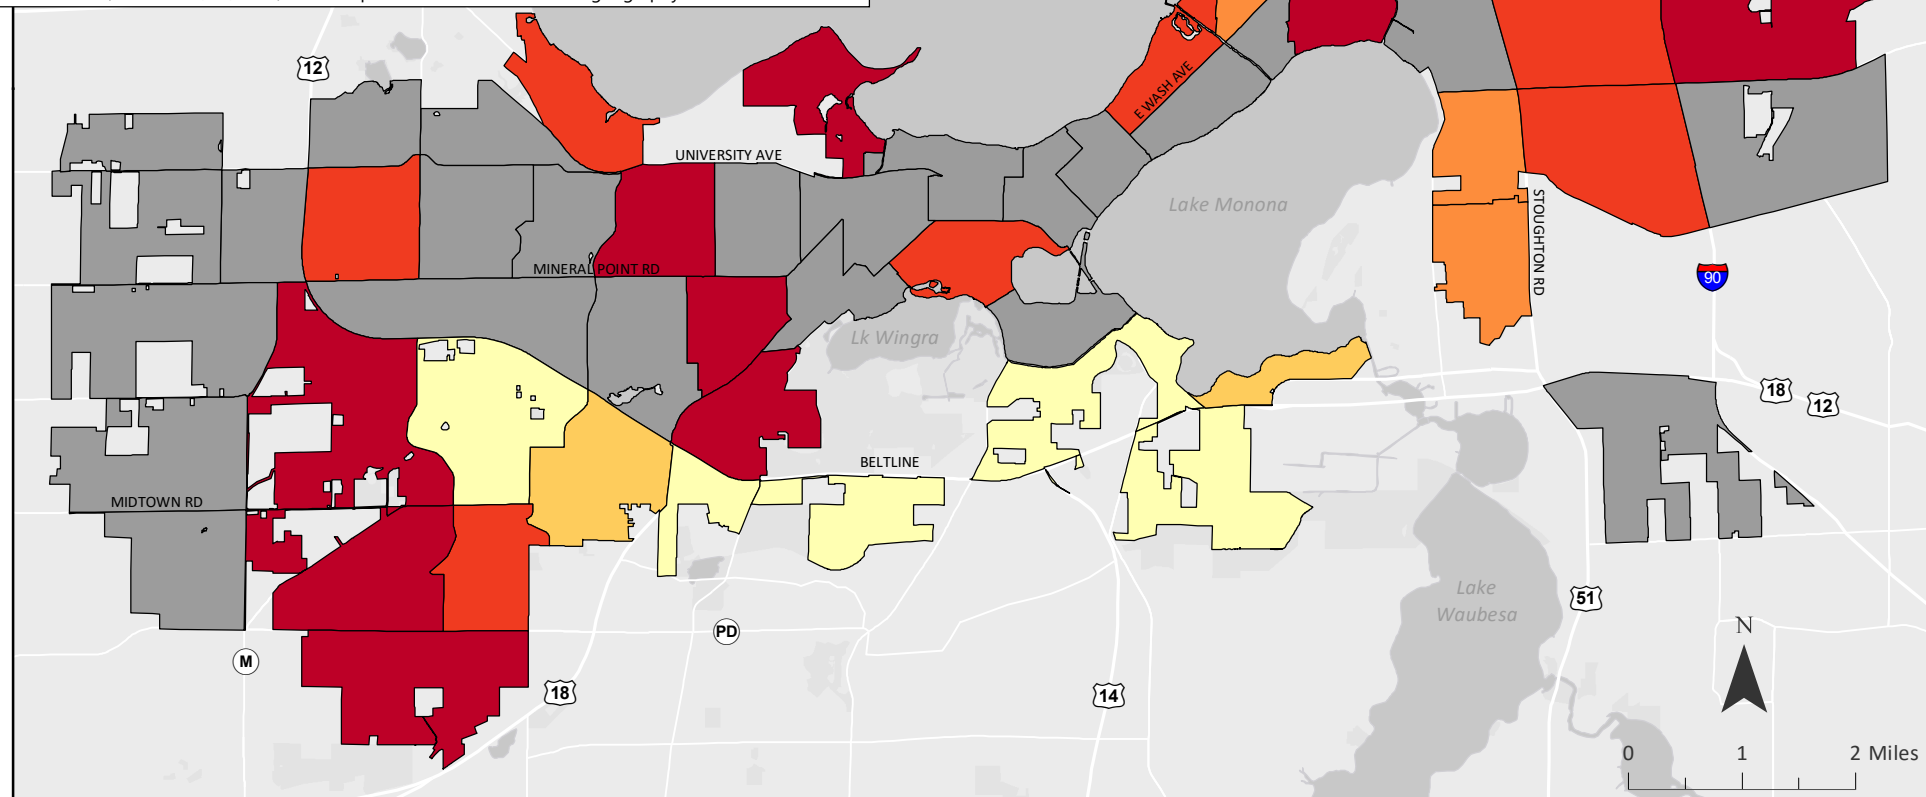 12
E WASH AVE
UNIVERSITY AVE
Lake Monona
STOUGHTON RD
MINERAL POINT RD
90
Lk Wingra
18
12
BELTLINE
MIDTOWN RD
Lake
Waubesa
51
PD
N
M
18
14
0 1 2 Miles